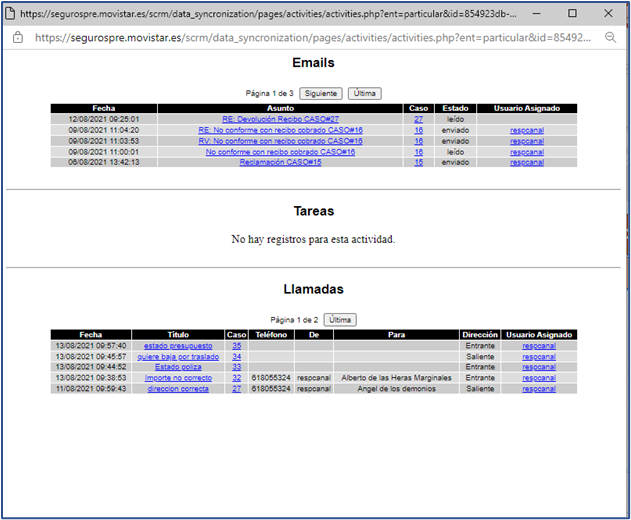 https://segurospre.movistar.es/scrm/data_syncronization/pages/activities/activities.php?ent=particular&id=854923db-...
https://segurospre.movistar.es/scrm/data_syncronization/pages/activities/activities.php?ent=particular&id=85492...
Emails
Página 1 de 3 Siguiente Última
Fecha Asunto Caso Estado Usuario Asignado
12/08/2021 09:25:01 RE: Devolución Recibo CASO#27 27 leído
09/08/2021 11:04:20 RE: No conforme con recibo cobrado CASO#16 16 enviado respcanal
09/08/2021 11:03:53 RV: No conforme con recibo cobrado CASO#16 16 enviado respcanal
09/08/2021 11:00:01 No conforme con recibo cobrado CASO#16 16 leído respcanal
06/08/2021 13:42:13 Reclamación CASO#15 15 enviado respcanal
Tareas
No hay registros para esta actividad.
Llamadas
Página 1 de 2 Última
Fecha Titulo Caso Teléfono De Para Dirección Usuario Asignado
13/08/2021 09:57:40 estado presupuesto 35 Entrante respcanal
13/08/2021 09:45:57 quiere baja por traslado 34 Saliente respcanal
13/08/2021 09:44:52 Estado poliza 33 Entrante respcanal
13/08/2021 09:38:53 Importe no correcto 32 618055324 respcanal Alberto de las Heras Marginales Entrante respcanal
11/08/2021 09:59:43 direccion correcta 27 618055324 respcanal Angel de los demonios Saliente respcanal